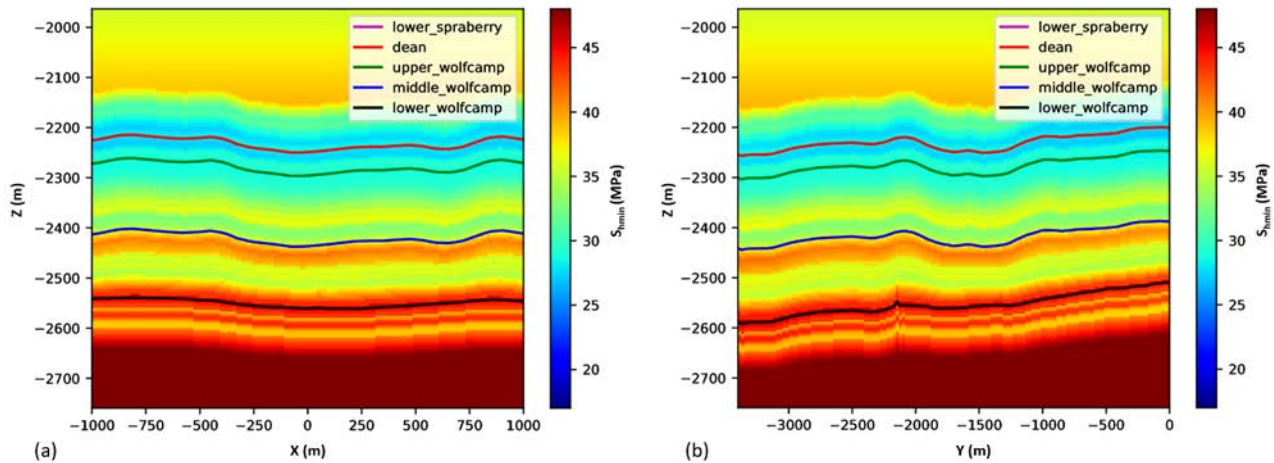 −2000
−2100
−2200
−2300
−2400
−2500
−2600
−2700
Z (m)
−1000 −750 −500 −250 0 250 500 750 1000
X (m)
(a)
lower_spraberry
dean
upper_wolfcamp
middle_wolfcamp
lower_wolfcamp
45
40
35
30
25
20
Shmin (MPa)
−2000
−2100
−2200
−2300
−2400
−2500
−2600
−2700
Z (m)
−3000 −2500 −2000 −1500 −1000 −500 0
Y (m)
(b)
lower_spraberry
dean
upper_wolfcamp
middle_wolfcamp
lower_wolfcamp
45
40
35
30
25
20
Shmin (MPa)